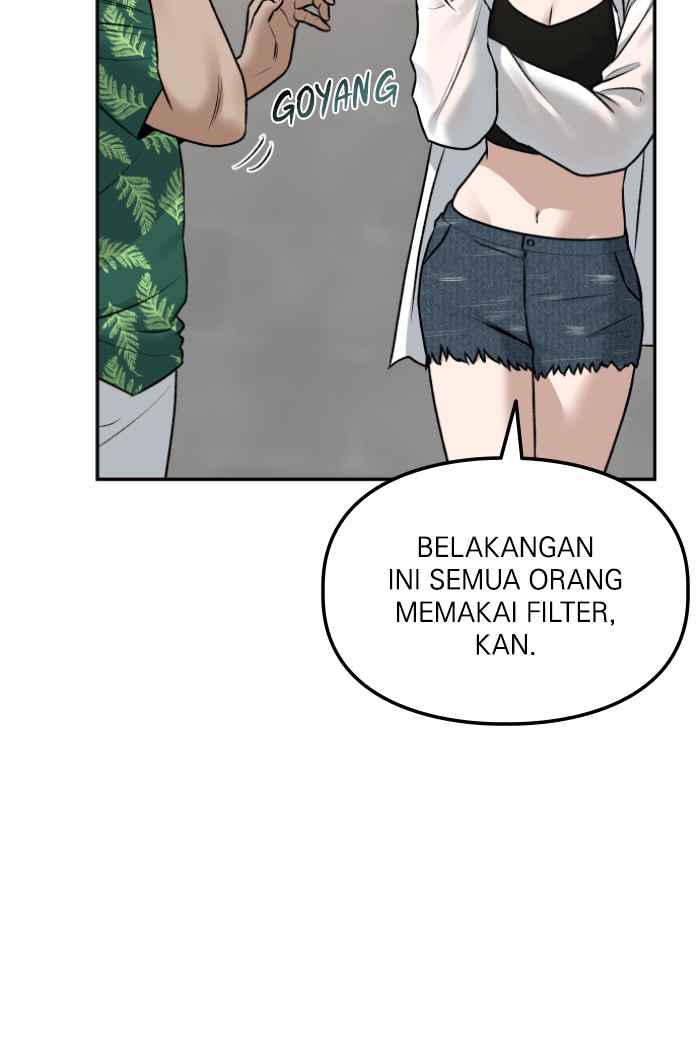 GOYANG
BELAKANGAN
INI SEMUA ORANG
MEMAKAI FILTER,
KAN.